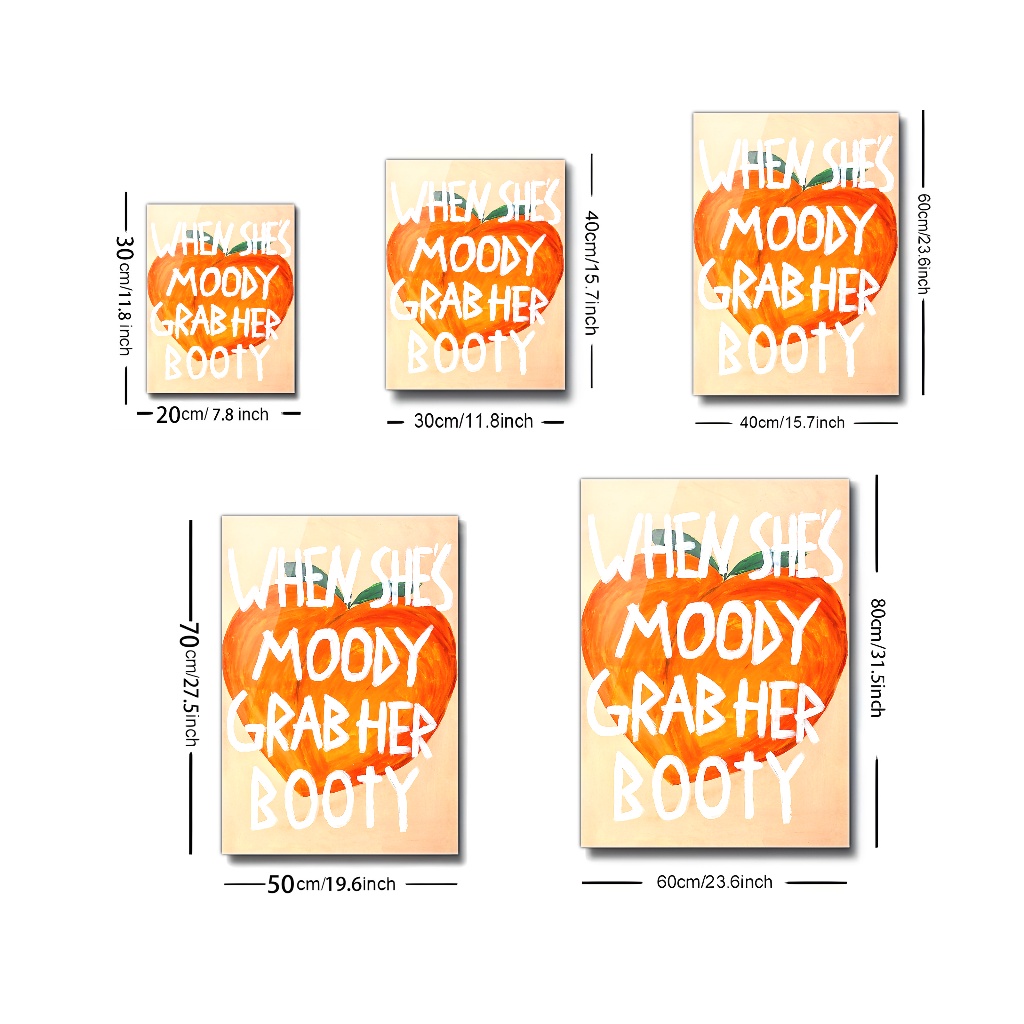 WHEN SHE'S
MOODY
GRAB HER
BOOTY
30cm/11.8 inch
20cm/ 7.8 inch
WHEN SHE'S
MOODY
GRAB HER
BOOTY
40cm/15.7inch
30cm/11.8inch
WHEN SHE'S
MOODY
GRAB HER
BOOTY
60cm/23.6inch
40cm/15.7inch
WHEN SHE'S
MOODY
GRAB HER
BOOTY
70cm/27.5inch
50cm/19.6inch
WHEN SHE'S
MOODY
GRAB HER
BOOTY
80cm/31.5inch
60cm/23.6inch